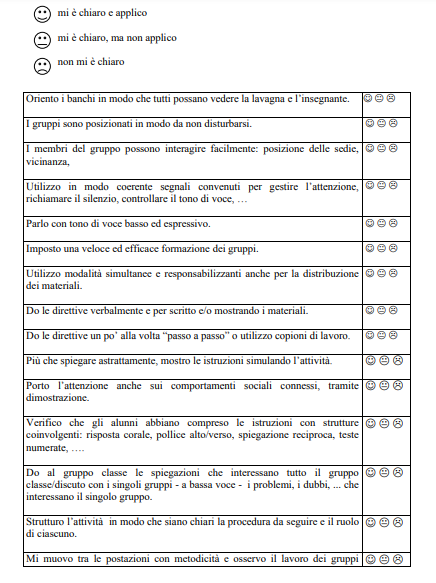 mi è chiaro e applico
mi è chiaro, ma non applico
non mi è chiaro
Oriento i banchi in modo che tutti possano vedere la lavagna e l'insegnante.
I gruppi sono posizionati in modo da non disturbarsi.
I membri del gruppo possono interagire facilmente: posizione delle sedie,
vicinanza,
Utilizzo in modo coerente segnali convenuti per gestire l'attenzione,
richiamare il silenzio, controllare il tono di voce, …
Parlo con tono di voce basso ed espressivo.
Imposto una veloce ed efficace formazione dei gruppi.
Utilizzo modalità simultanee e responsabilizzanti anche per la distribuzione
dei materiali.
Do le direttive verbalmente e per scritto e/o mostrando i materiali.
Do le direttive un po' alla volta "passo a passo" o utilizzo copioni di lavoro.
Più che spiegare astrattamente, mostro le istruzioni simulando l'attività.
Porto l'attenzione anche sui comportamenti sociali connessi, tramite
dimostrazione.
Verifico che gli alunni abbiano compreso le istruzioni con strutture
coinvolgenti: risposta corale, pollice alto/verso, spiegazione reciproca, teste
numerate, ….
Do al gruppo classe le spiegazioni che interessano tutto il gruppo
classe/discuto con i singoli gruppi - a bassa voce - i problemi, i dubbi, ... che
interessano il singolo gruppo.
Strutturo l'attività in modo che siano chiari la procedura da seguire e il ruolo
di ciascuno.
Mi muovo tra le postazioni con metodicità e osservo il lavoro dei gruppi